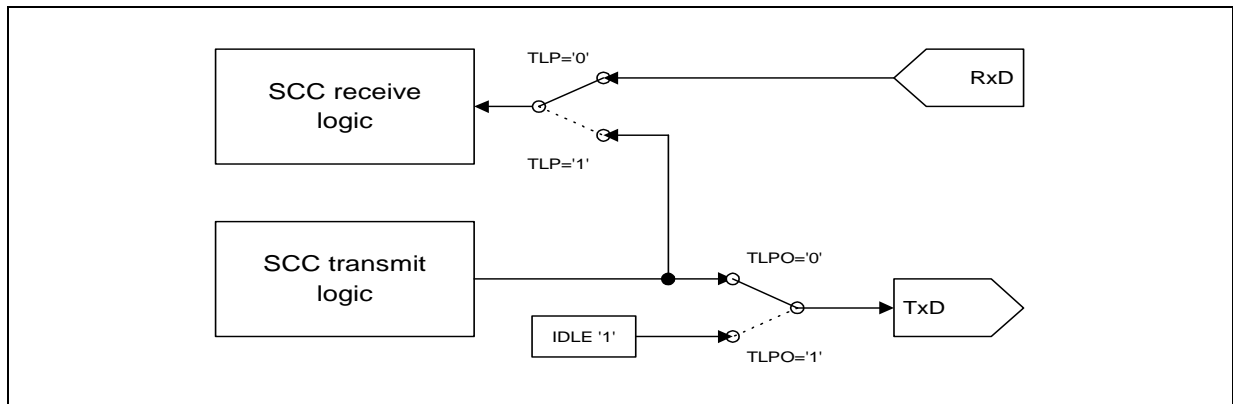 TLP='0'
SCC receive
logic
RxD
TLP='1'
SCC transmit
logic
TLPO='0'
TxD
IDLE '1'
TLPO='1'